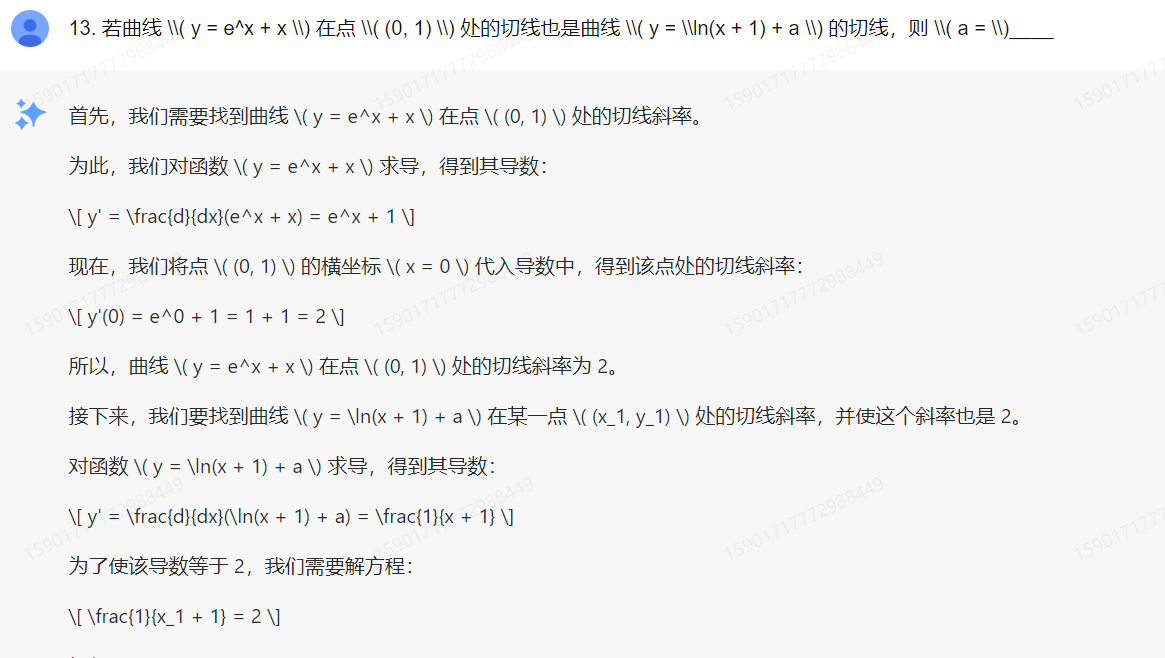 13. 若曲线 \\( y = e^x + x \\) 在点 \\( (0, 1) \\) 处的切线也是曲线 \\( y = \\ln(x + 1) + a \\) 的切线，则 \\( a = \\)_____
首先，我们需要找到曲线 \( y = e^x + x \) 在点 \( (0, 1) \) 处的切线斜率。
为此，我们对函数 \( y = e^x + x \) 求导，得到其导数：
\[ y' = \frac{d}{dx}(e^x + x) = e^x + 1 \]
现在，我们将点 \( (0, 1) \) 的横坐标 \( x = 0 \) 代入导数中，得到该点处的切线斜率：
\[ y'(0) = e^0 + 1 = 1 + 1 = 2 \]
所以，曲线 \( y = e^x + x \) 在点 \( (0, 1) \) 处的切线斜率为 2。
接下来，我们要找到曲线 \( y = \ln(x + 1) + a \) 在某一点 \( (x_1, y_1) \) 处的切线斜率，并使这个斜率也是 2。
对函数 \( y = \ln(x + 1) + a \) 求导，得到其导数：
\[ y' = \frac{d}{dx}(\ln(x + 1) + a) = \frac{1}{x + 1} \]
为了使该导数等于 2，我们需要解方程：
\[ \frac{1}{x_1 + 1} = 2 \]